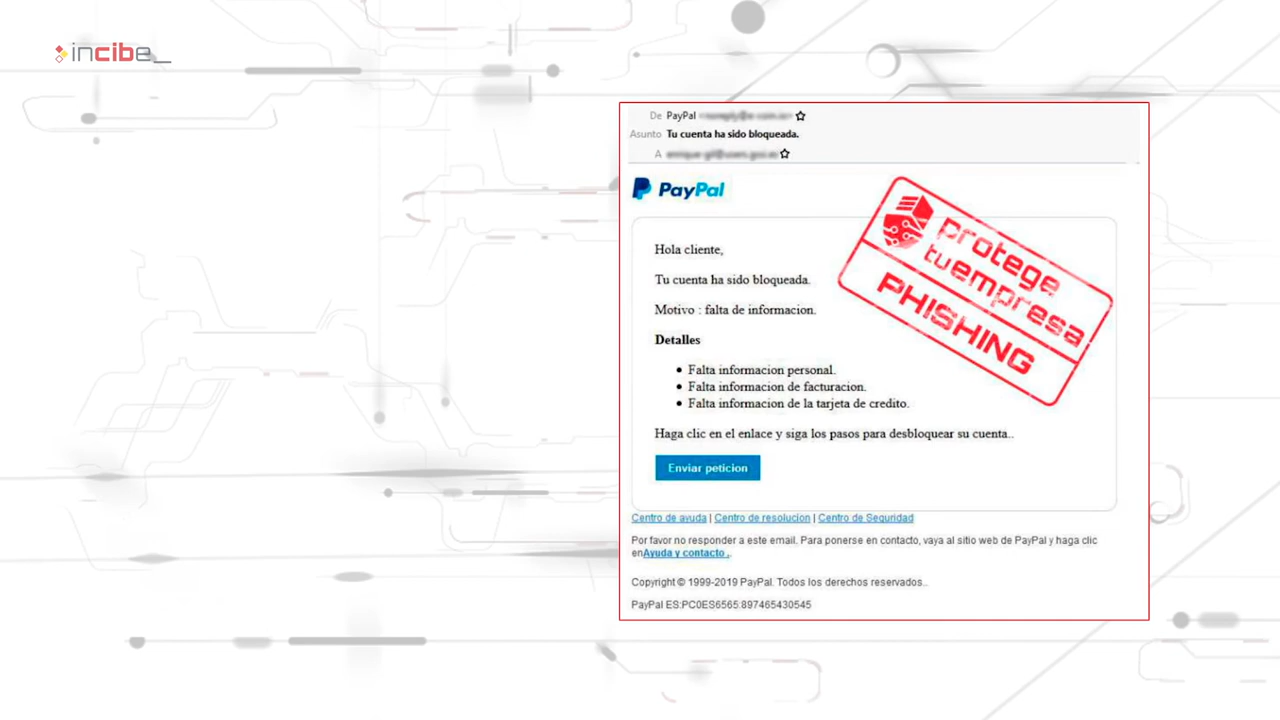 incibe_
De PayPal
Asunto Tu cuenta ha sido bloqueada.
A
PayPal
protege
tuempresa
PHISHING
Hola cliente,
Tu cuenta ha sido bloqueada.
Motivo : falta de informacion.
Detalles
Falta informacion personal.
Falta informacion de facturacion.
Falta informacion de la tarjeta de credito.
Haga clic en el enlace y siga los pasos para desbloquear su cuenta..
Enviar peticion
Centro de ayuda | Centro de resolucion | Centro de Seguridad
Por favor no responder a este email. Para ponerse en contacto, vaya al sitio web de PayPal y haga clic
enAyuda y contacto ,.
Copyright © 1999-2019 PayPal. Todos los derechos reservados..
PayPal ES:PC0ES6565:897465430545